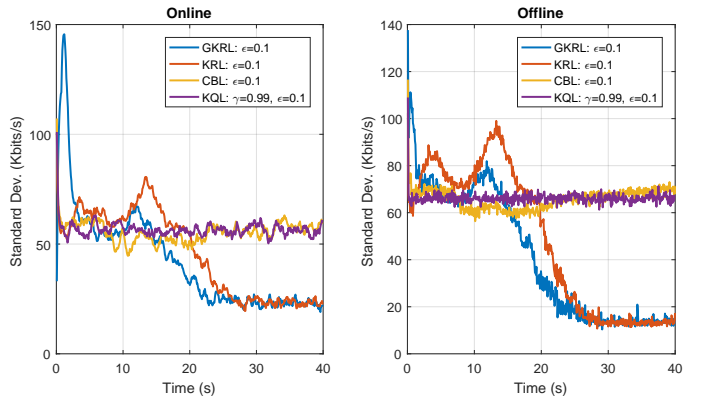 Online
Standard Dev. (Kbits/s)
150
100
50
0
0 10 20 30 40
Time (s)
GKRL: ϵ=0.1
KRL: ϵ=0.1
CBL: ϵ=0.1
KQL: γ=0.99, ϵ=0.1
Offline
Standard Dev. (Kbits/s)
140
120
100
80
60
40
20
0
0 10 20 30 40
Time (s)
GKRL: ϵ=0.1
KRL: ϵ=0.1
CBL: ϵ=0.1
KQL: γ=0.99, ϵ=0.1